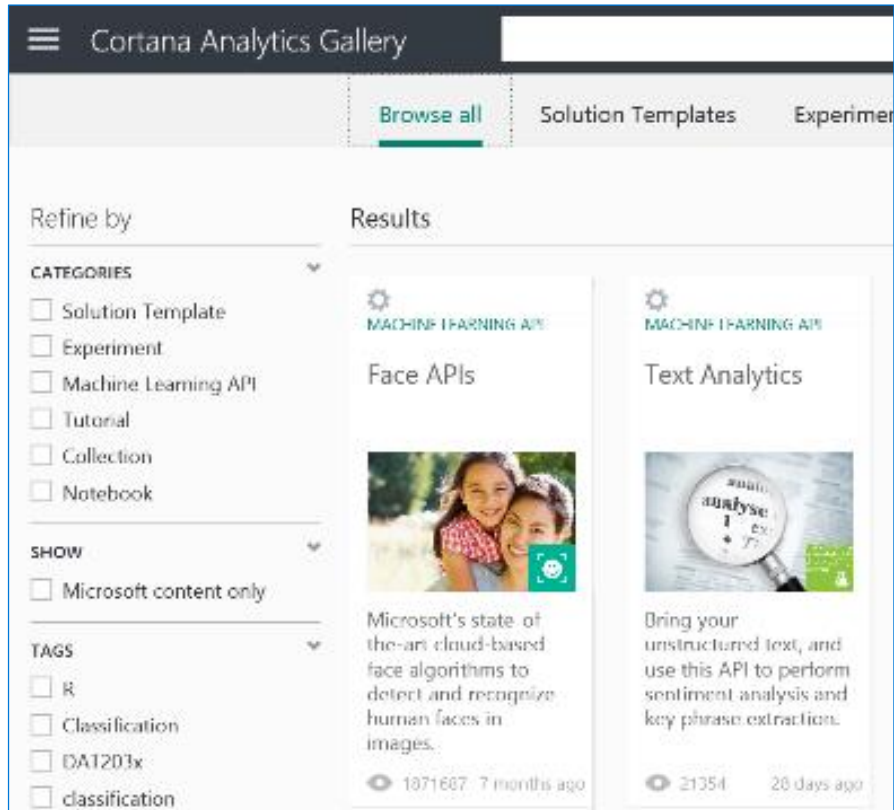 Cortana Analytics Gallery
Browse all
Solution Templates
Experimen
Refine by
CATEGORIES
Solution Template
Experiment
Machine Learning API
Tutorial
Collection
Notebook
SHOW
Microsoft content only
TAGS
R
Classification
DA1203x
classification
Results
MACHINE LEARNING API
Face APIs
Microsoft's state-of-
the-art cloud-based
face algorithms to
detect and recognize
human faces in
images.
1871687 7 months ago
MACHINE LEARNING API
Text Analytics
analyse
Bring your
unstructured text, and
use this API to perform
sentiment analysis and
key phrase extraction.
21354 28 days ago